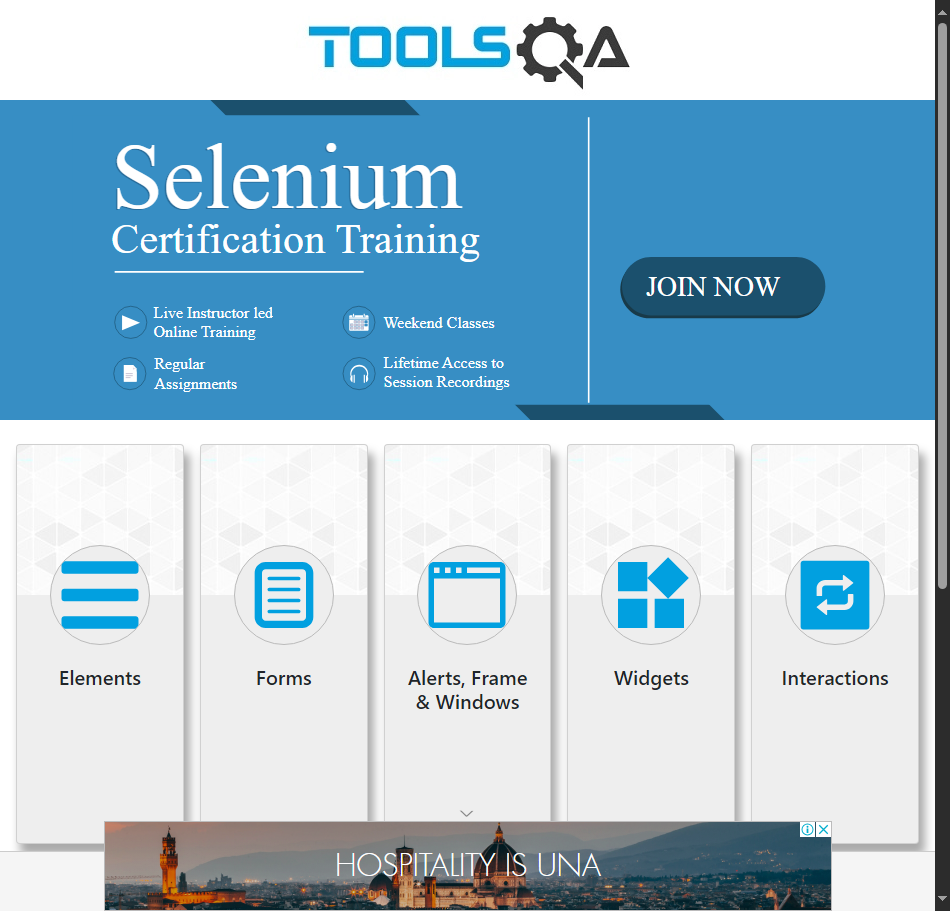 TOOLSQA
Selenium
Certification Training
JOIN NOW
Live Instructor led
Online Training
Weekend Classes
Regular
Assignments
Lifetime Access to
Session Recordings
Elements
Forms
Alerts, Frame
& Windows
Widgets
Interactions
HOSPITALITY IS UNA